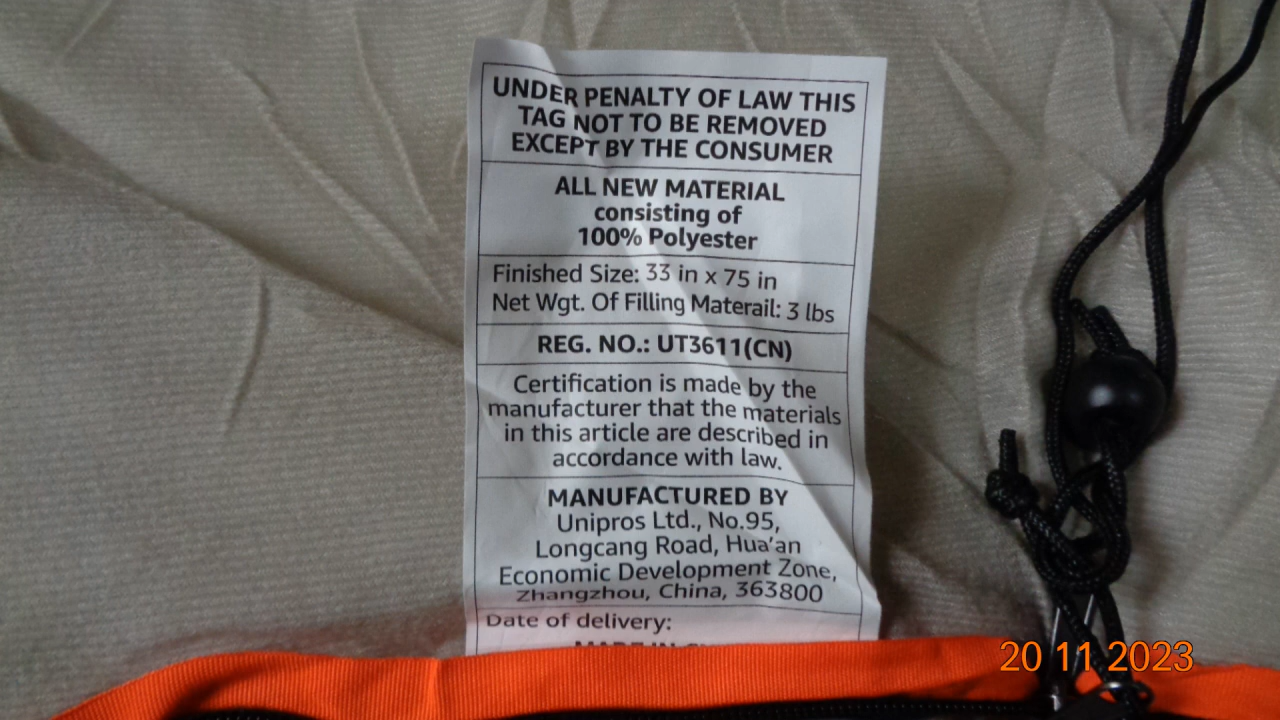 UNDER PENALTY OF LAW THIS
TAG NOT TO BE REMOVED
EXCEPT BY THE CONSUMER
ALL NEW MATERIAL
consisting of
100% Polyester
Finished Size: 33 in x 75 in
Net Wgt. Of Filling Materail: 3 lbs
REG. NO.: UT3611(CN)
Certification is made by the
manufacturer that the materials
in this article are described in
accordance with law.
MANUFACTURED BY
Unipros Ltd., No.95,
Longcang Road, Hua’an
Economic Development Zone,
Zhangzhou, China, 363800
Date of delivery:
MADE IN
20 11 2023